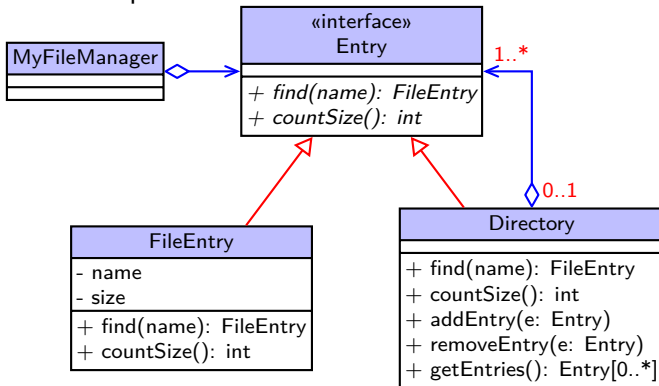 «interface»
Entry
+ find(name): FileEntry
+ countSize(): int
MyFileManager
1..*
0..1
FileEntry
- name
- size
+ find(name): FileEntry
+ countSize(): int
Directory
+ find(name): FileEntry
+ countSize(): int
+ addEntry(e: Entry)
+ removeEntry(e: Entry)
+ getEntries(): Entry[0..*]